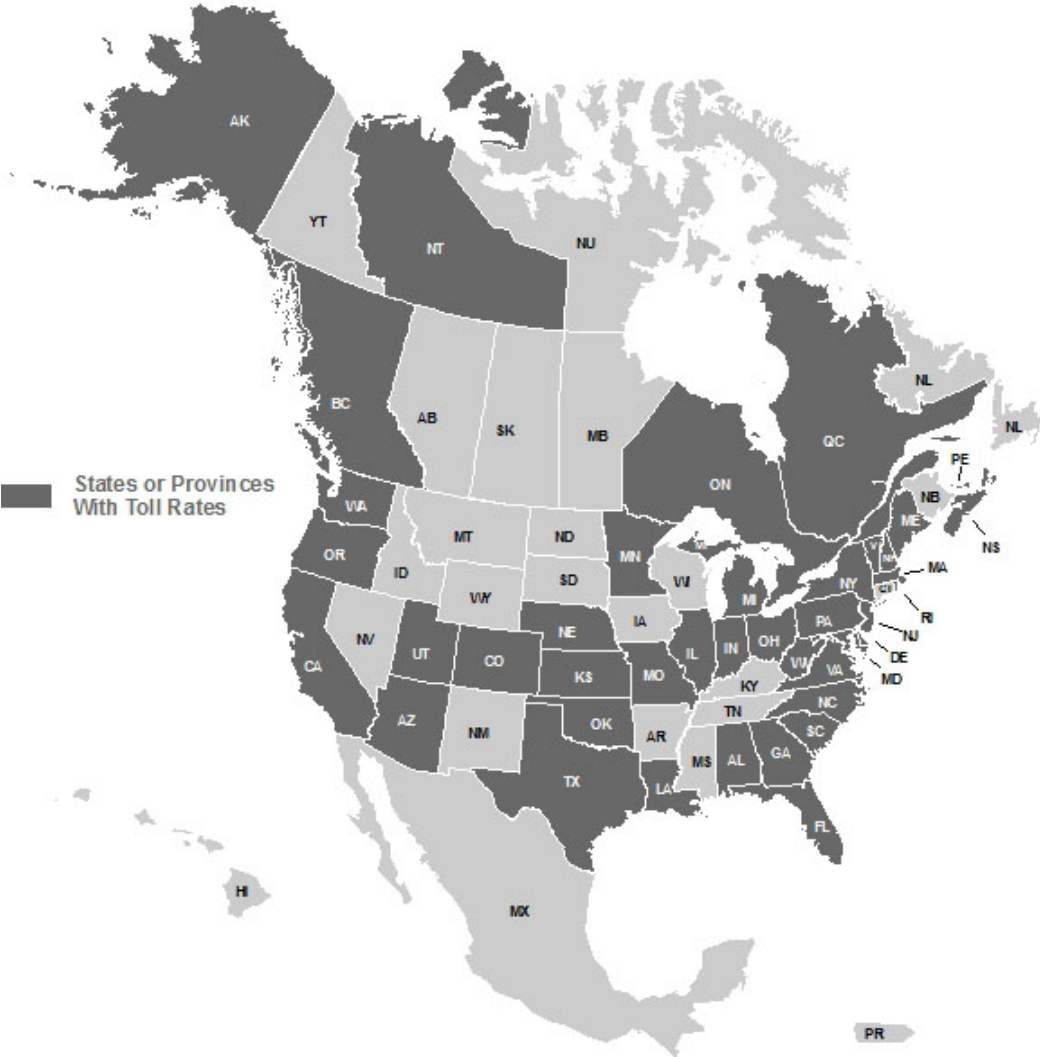 AK
YT
NT
NU
BC
AB
SK
MB
ON
QC
NL
NL
PE
NB
NS
States or Provinces
With Toll Rates
WA
MT
ND
MN
MI
ME
VT
NH
MA
OR
ID
SD
WI
NY
CT
RI
WY
IA
MI
PA
NJ
NV
UT
CO
NE
IL
IN
OH
DE
CA
KS
MO
WV
VA
MD
KY
AZ
NM
OK
AR
TN
NC
SC
TX
LA
MS
AL
GA
FL
HI
MX
PR